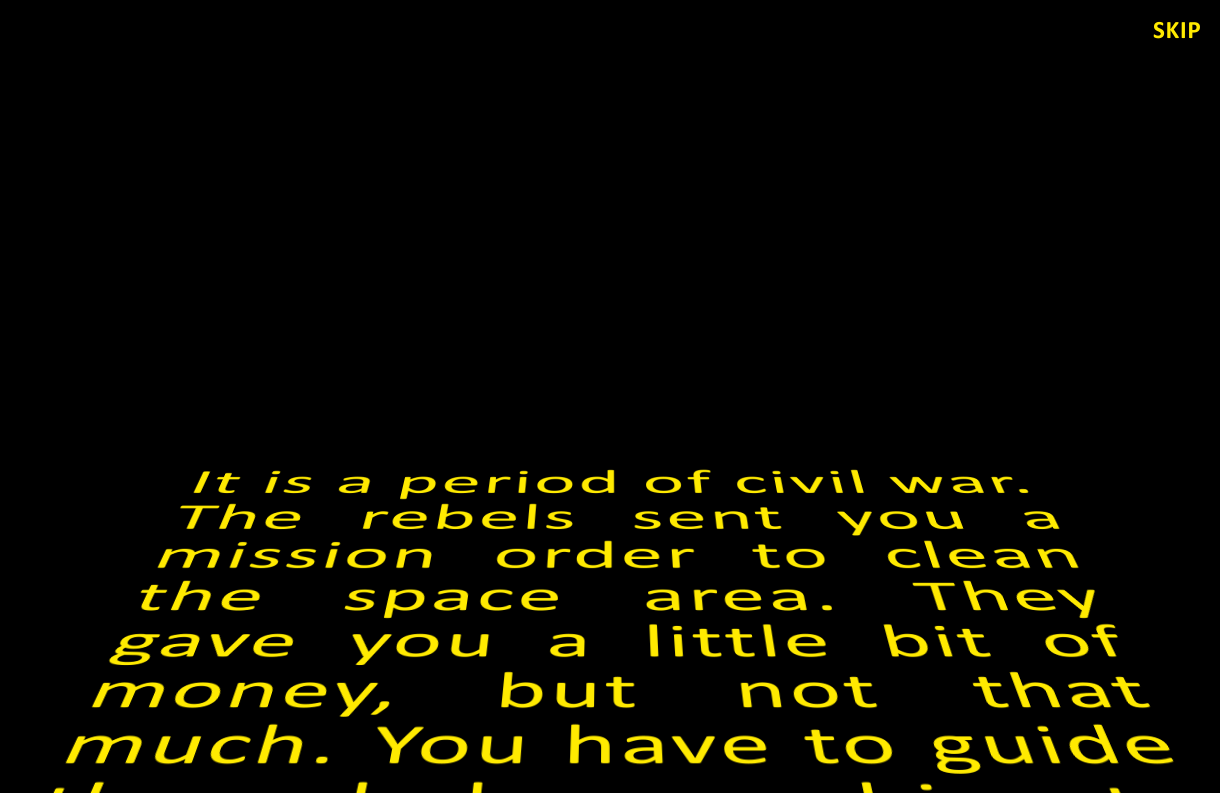 SKIP
It is a period of civil war.
The rebels sent you a
mission order to clean
the space area. They
gave you a little bit of
money, but not that
much. You have to guide